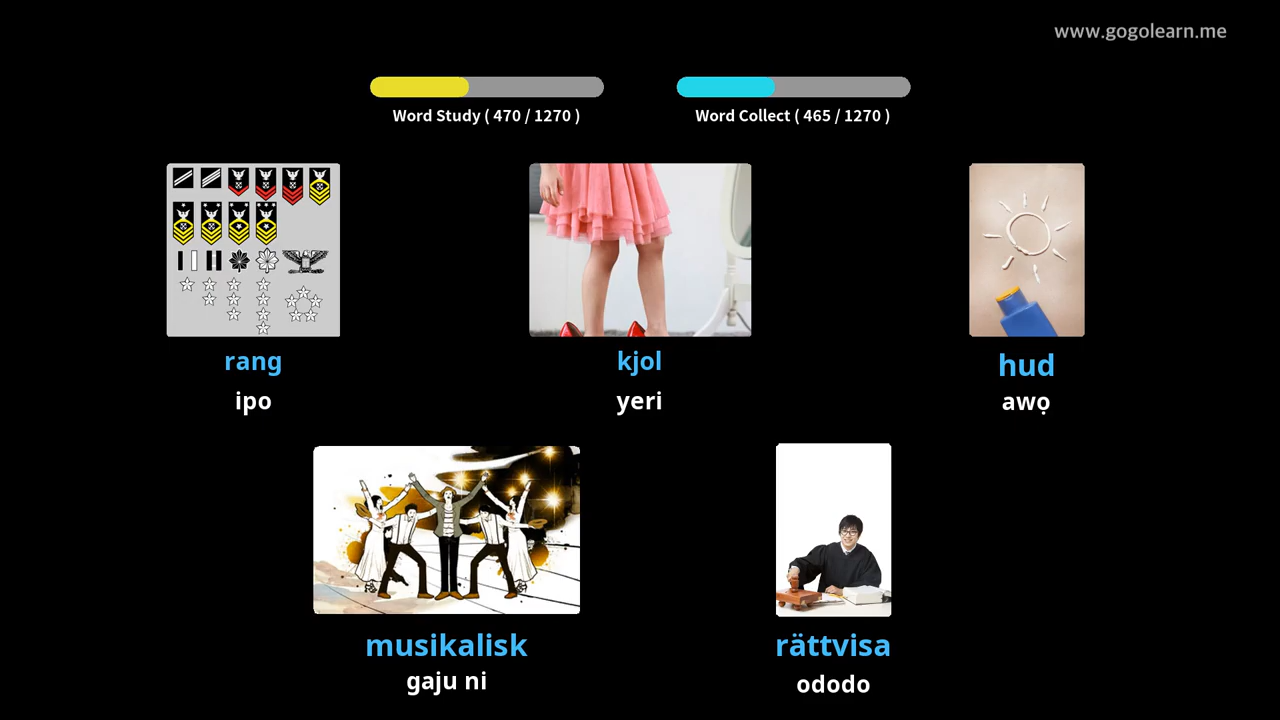 www.gogolearn.me
Word Study ( 470 / 1270 )
Word Collect ( 465 / 1270 )
rang
ipo
kjol
yeri
hud
awọ
musikalisk
gaju ni
rättvisa
ododo